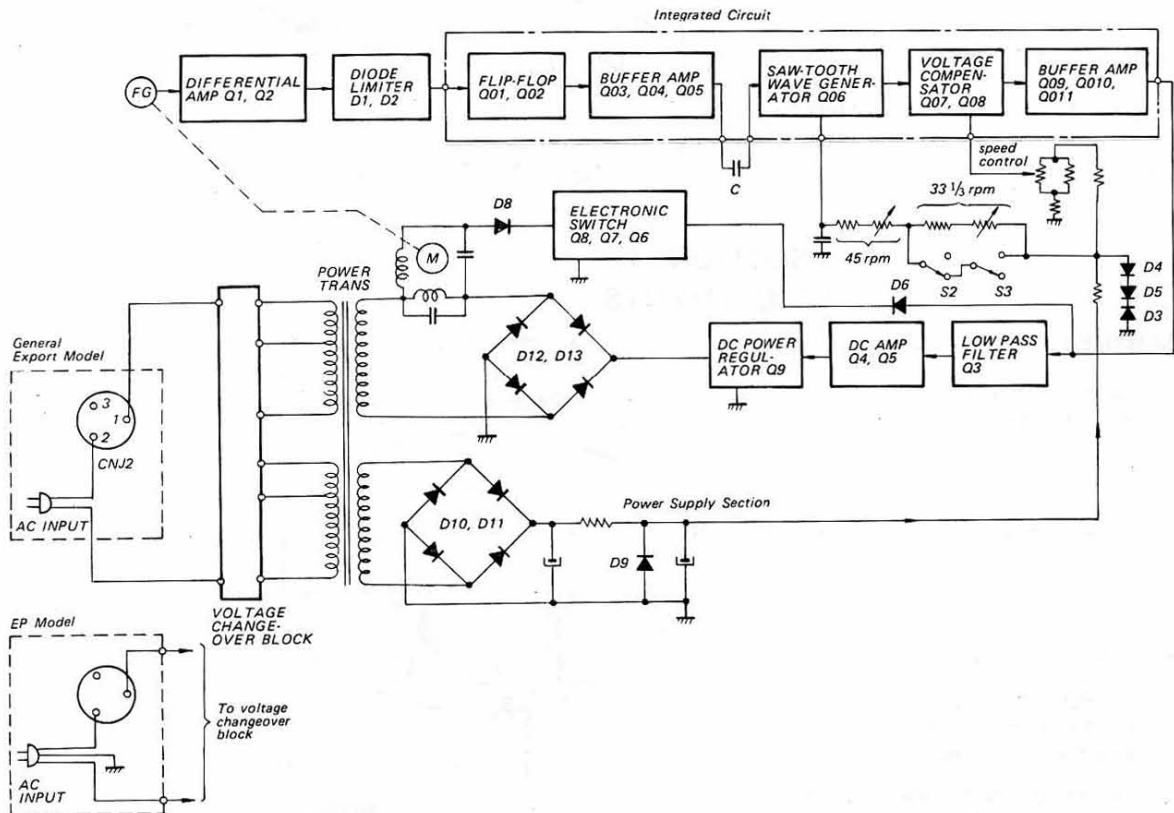 Integrated Circuit
FG
DIFFERENTIAL
AMP Q1, Q2
DIODE
LIMITER
D1, D2
FLIP-FLOP
Q01, Q02
BUFFER AMP
Q03, Q04, Q05
SAW-TOOTH
WAVE GENER-
ATOR Q06
VOLTAGE
COMPEN-
SATOR
Q07, Q08
BUFFER AMP
Q09, Q010,
Q011
C
speed
control
33 1/3 rpm
45 rpm
S2
S3
D4
D5
D3
D8
ELECTRONIC
SWITCH
Q8, Q7, Q6
M
D6
POWER
TRANS
D12, D13
DC POWER
REGUL-
ATOR Q9
DC AMP
Q4, Q5
LOW PASS
FILTER
Q3
General
Export Model
3
1
2
CNJ2
AC INPUT
D10, D11
Power Supply Section
D9
VOLTAGE
CHANGE-
OVER BLOCK
EP Model
To voltage
changeover
block
AC
INPUT